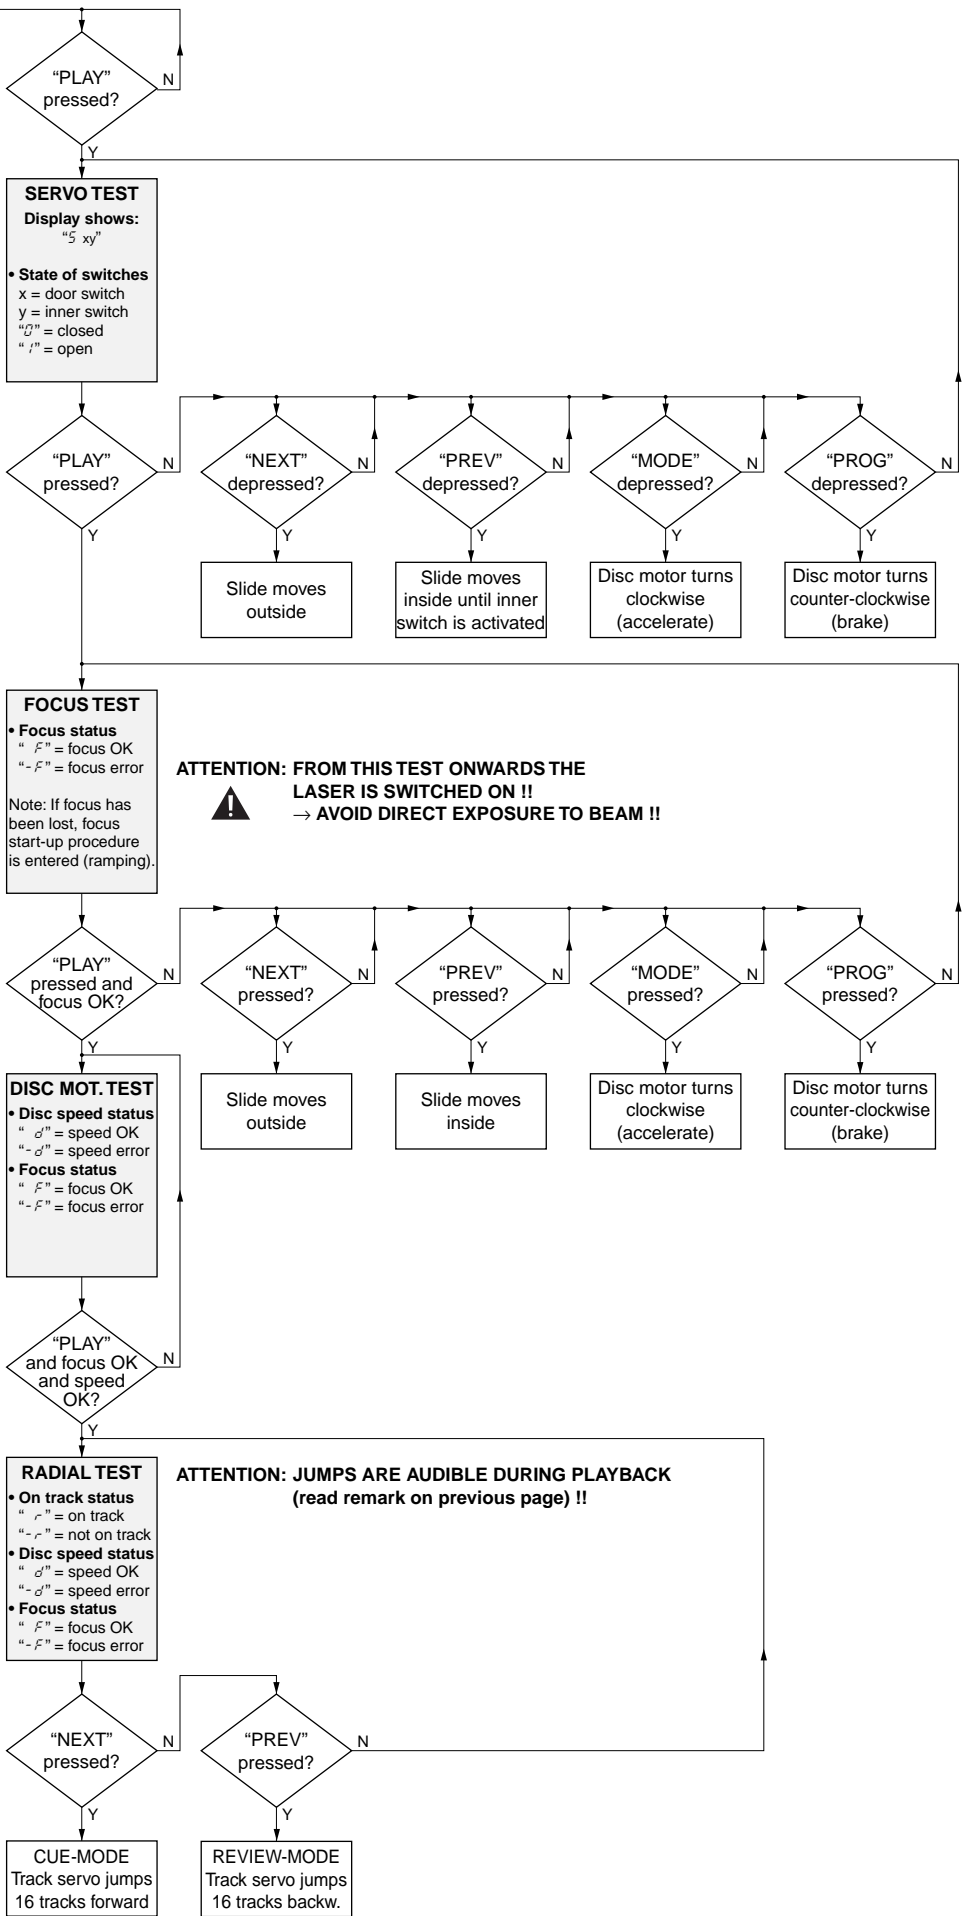 “PLAY”
pressed?
N
Y
SERVO TEST
Display shows:
“5 xy”
• State of switches
x = door switch
y = inner switch
“0” = closed
“1” = open
“PLAY”
pressed?
N
Y
“NEXT”
depressed?
N
Y
“PREV”
depressed?
N
Y
“MODE”
depressed?
N
Y
“PROG”
depressed?
N
Y
Slide moves
outside
Slide moves
inside until inner
switch is activated
Disc motor turns
clockwise
(accelerate)
Disc motor turns
counter-clockwise
(brake)
FOCUS TEST
• Focus status
“ F” = focus OK
“-F” = focus error
Note: If focus has
been lost, focus
start-up procedure
is entered (ramping).
ATTENTION: FROM THIS TEST ONWARDS THE
LASER IS SWITCHED ON !!
→ AVOID DIRECT EXPOSURE TO BEAM !!
“PLAY”
pressed and
focus OK?
N
Y
“NEXT”
pressed?
N
Y
“PREV”
pressed?
N
Y
“MODE”
pressed?
N
Y
“PROG”
pressed?
N
Y
Slide moves
outside
Slide moves
inside
Disc motor turns
clockwise
(accelerate)
Disc motor turns
counter-clockwise
(brake)
DISC MOT. TEST
• Disc speed status
“ d” = speed OK
“-d” = speed error
• Focus status
“ F” = focus OK
“-F” = focus error
“PLAY”
and focus OK
and speed
OK?
N
Y
RADIAL TEST
• On track status
“ r” = on track
“-r” = not on track
• Disc speed status
“ d” = speed OK
“-d” = speed error
• Focus status
“ F” = focus OK
“-F” = focus error
ATTENTION: JUMPS ARE AUDIBLE DURING PLAYBACK
(read remark on previous page) !!
“NEXT”
pressed?
N
Y
“PREV”
pressed?
N
Y
CUE-MODE
Track servo jumps
16 tracks forward
REVIEW-MODE
Track servo jumps
16 tracks backw.